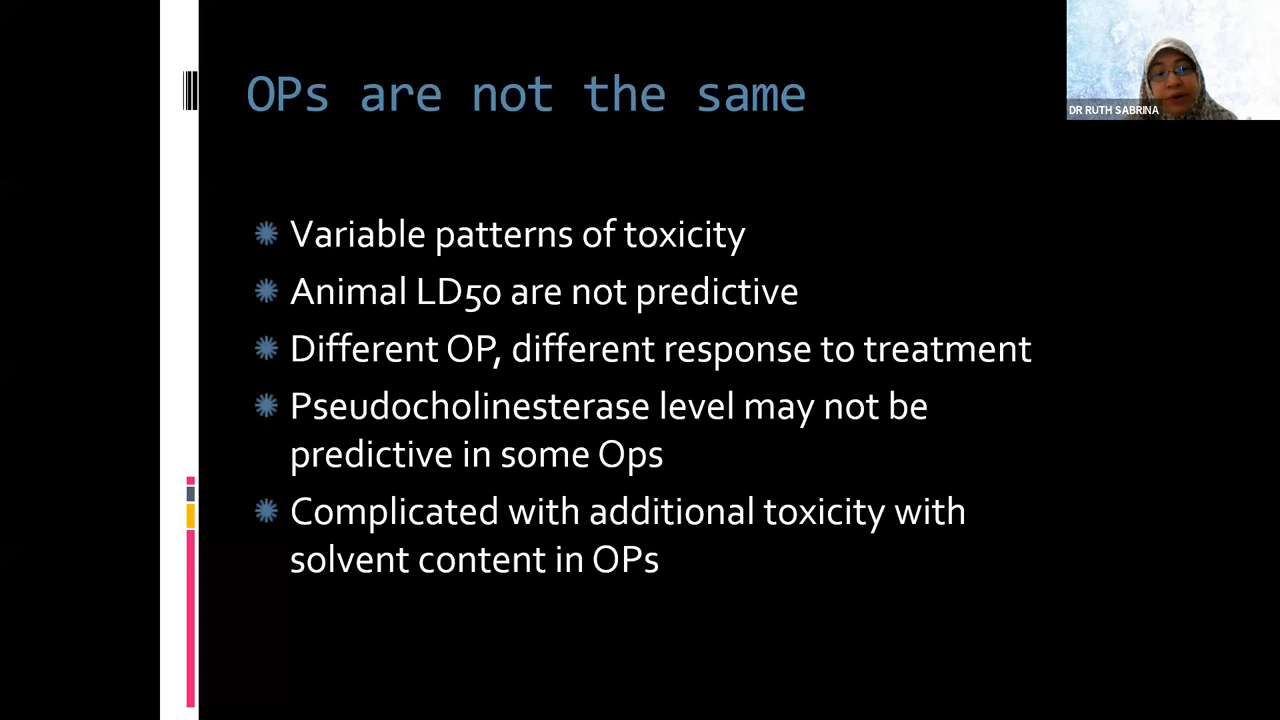 OPs are not the same
DR RUTH SABRINA
Variable patterns of toxicity
Animal LD50 are not predictive
Different OP, different response to treatment
Pseudocholinesterase level may not be
predictive in some Ops
Complicated with additional toxicity with
solvent content in OPs